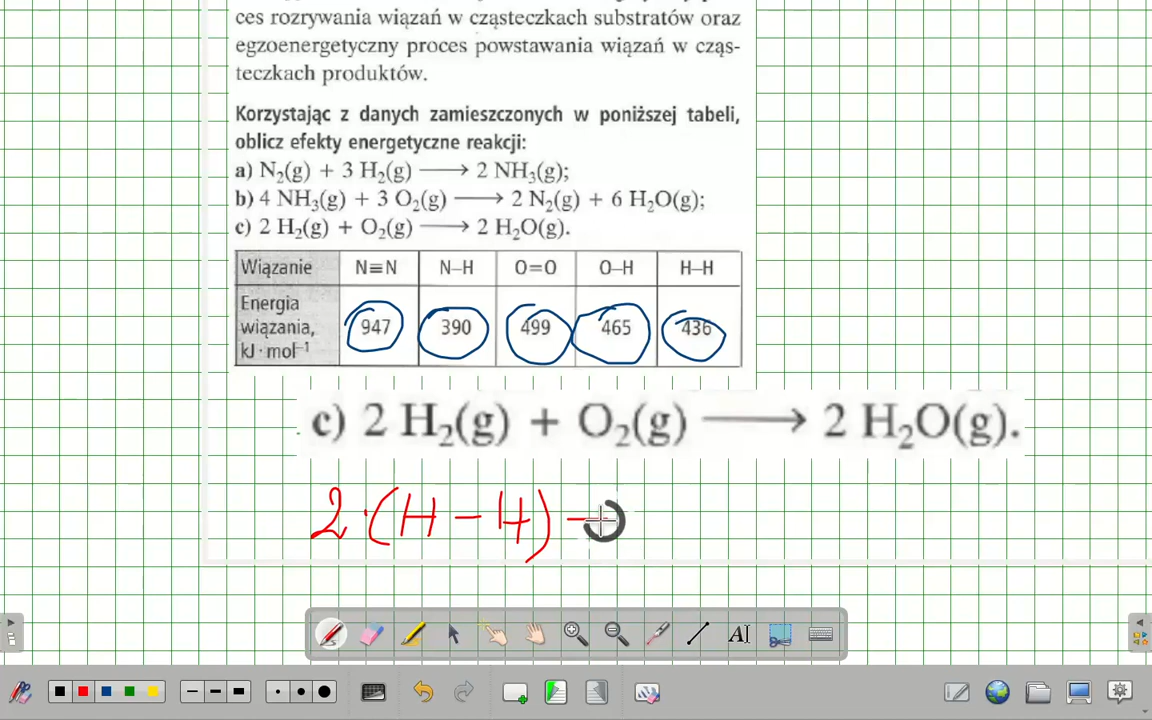 ces rozrywania wiązań w cząsteczkach substratów oraz
egzoenergetyczny proces powstawania wiązań w cząs-
teczkach produktów.
Korzystając z danych zamieszczonych w poniższej tabeli,
oblicz efekty energetyczne reakcji:
a) N₂(g) + 3 H₂(g) ⟶ 2 NH₃(g);
b) 4 NH₃(g) + 3 O₂(g) ⟶ 2 N₂(g) + 6 H₂O(g);
c) 2 H₂(g) + O₂(g) ⟶ 2 H₂O(g).
Wiązanie N≡N N–H O=O O–H H–H
Energia
wiązania, 947 390 499 465 436
kJ · mol⁻¹
c) 2 H₂(g) + O₂(g) ⟶ 2 H₂O(g).
2·(H – H) –